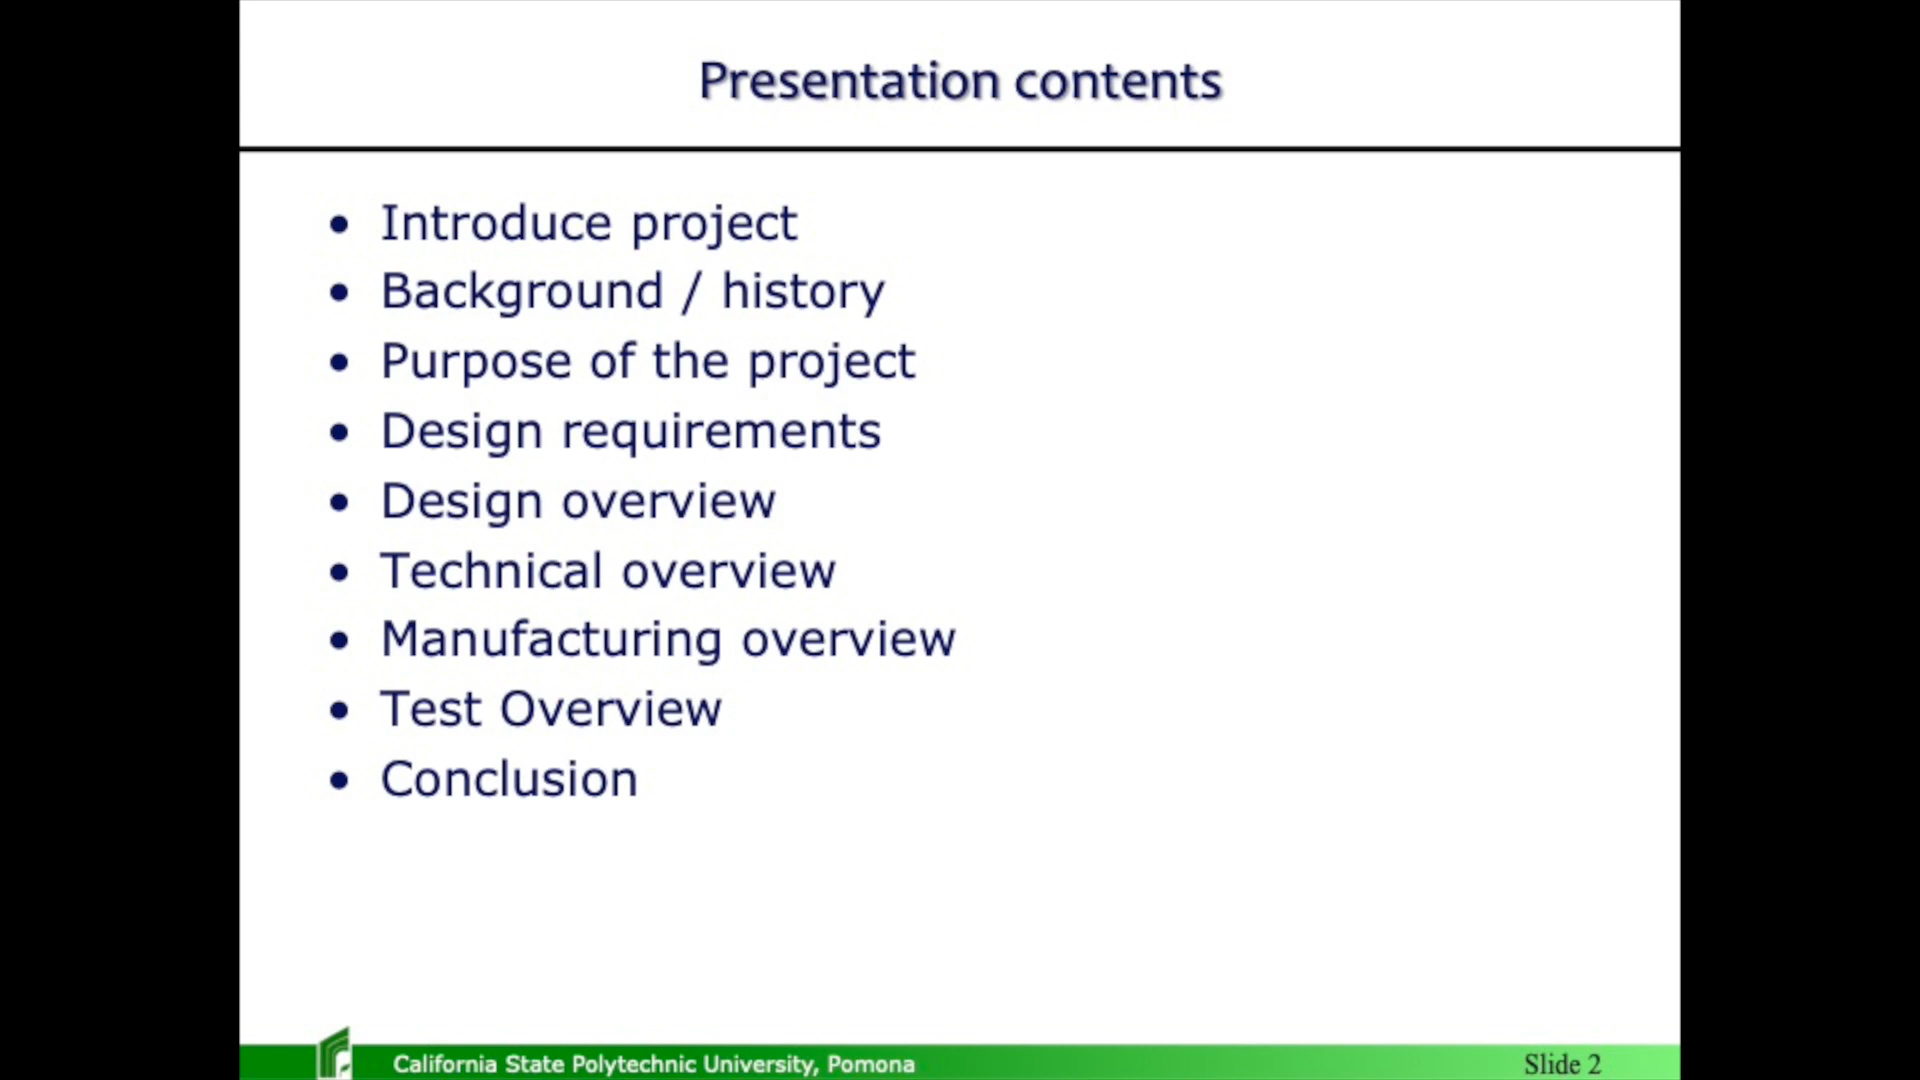 Presentation contents
• Introduce project
• Background / history
• Purpose of the project
• Design requirements
• Design overview
• Technical overview
• Manufacturing overview
• Test Overview
• Conclusion
California State Polytechnic University, Pomona
Slide 2